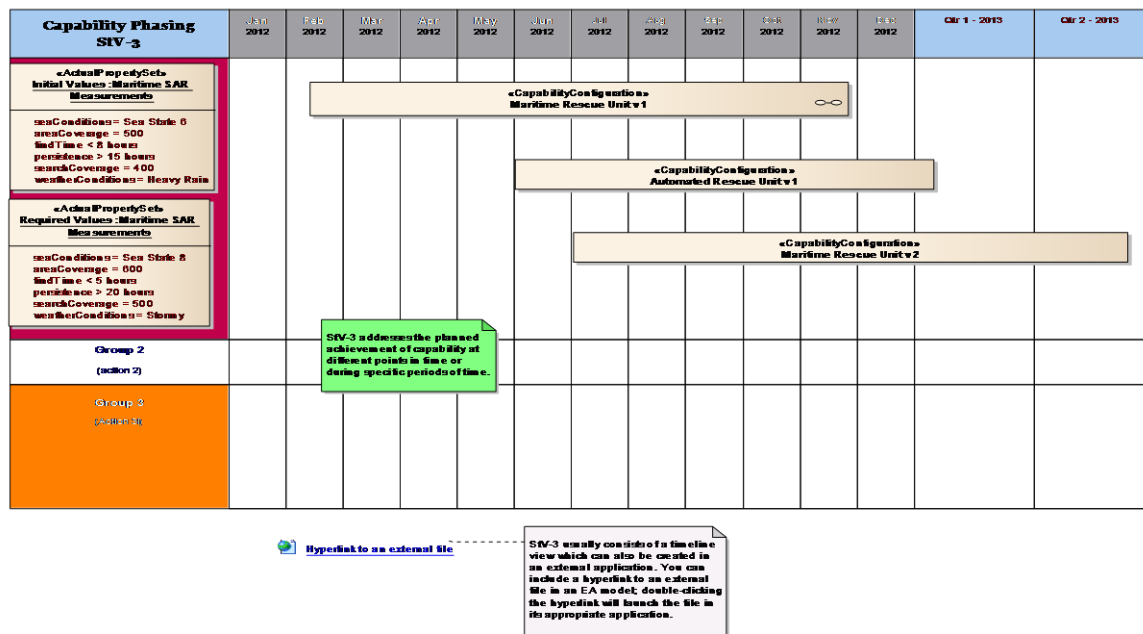 Capability Phasing
StV-3
Jan
2012
Feb
2012
Mar
2012
Apr
2012
May
2012
Jun
2012
Jul
2012
Aug
2012
Sep
2012
Oct
2012
Nov
2012
Dec
2012
Qtr 1 - 2013
Qtr 2 - 2013
«ActualPropertySet»
Initial Values :Maritime SAR
Measurements
seaConditions = Sea State 6
areaCoverage = 500
findTime < 8 hours
persistence > 15 hours
searchCoverage = 400
weatherConditions = Heavy Rain
«CapabilityConfiguration»
Maritime Rescue Unit v1
«CapabilityConfiguration»
Automated Rescue Unit v1
«ActualPropertySet»
Required Values :Maritime SAR
Measurements
seaConditions = Sea State 8
areaCoverage = 600
findTime < 5 hours
persistence > 20 hours
searchCoverage = 500
weatherConditions = Stormy
«CapabilityConfiguration»
Maritime Rescue Unit v2
StV-3 addresses the planned
achievement of capability at
different points in time or
during specific periods of time.
Group 2
(action 2)
Group 3
(Action 3)
Hyperlink to an external file
StV-3 usually consists of a timeline
view which can also be created in
an external application. You can
include a hyperlink to an external
file in an EA model; double-clicking
the hyperlink will launch the file in
its appropriate application.